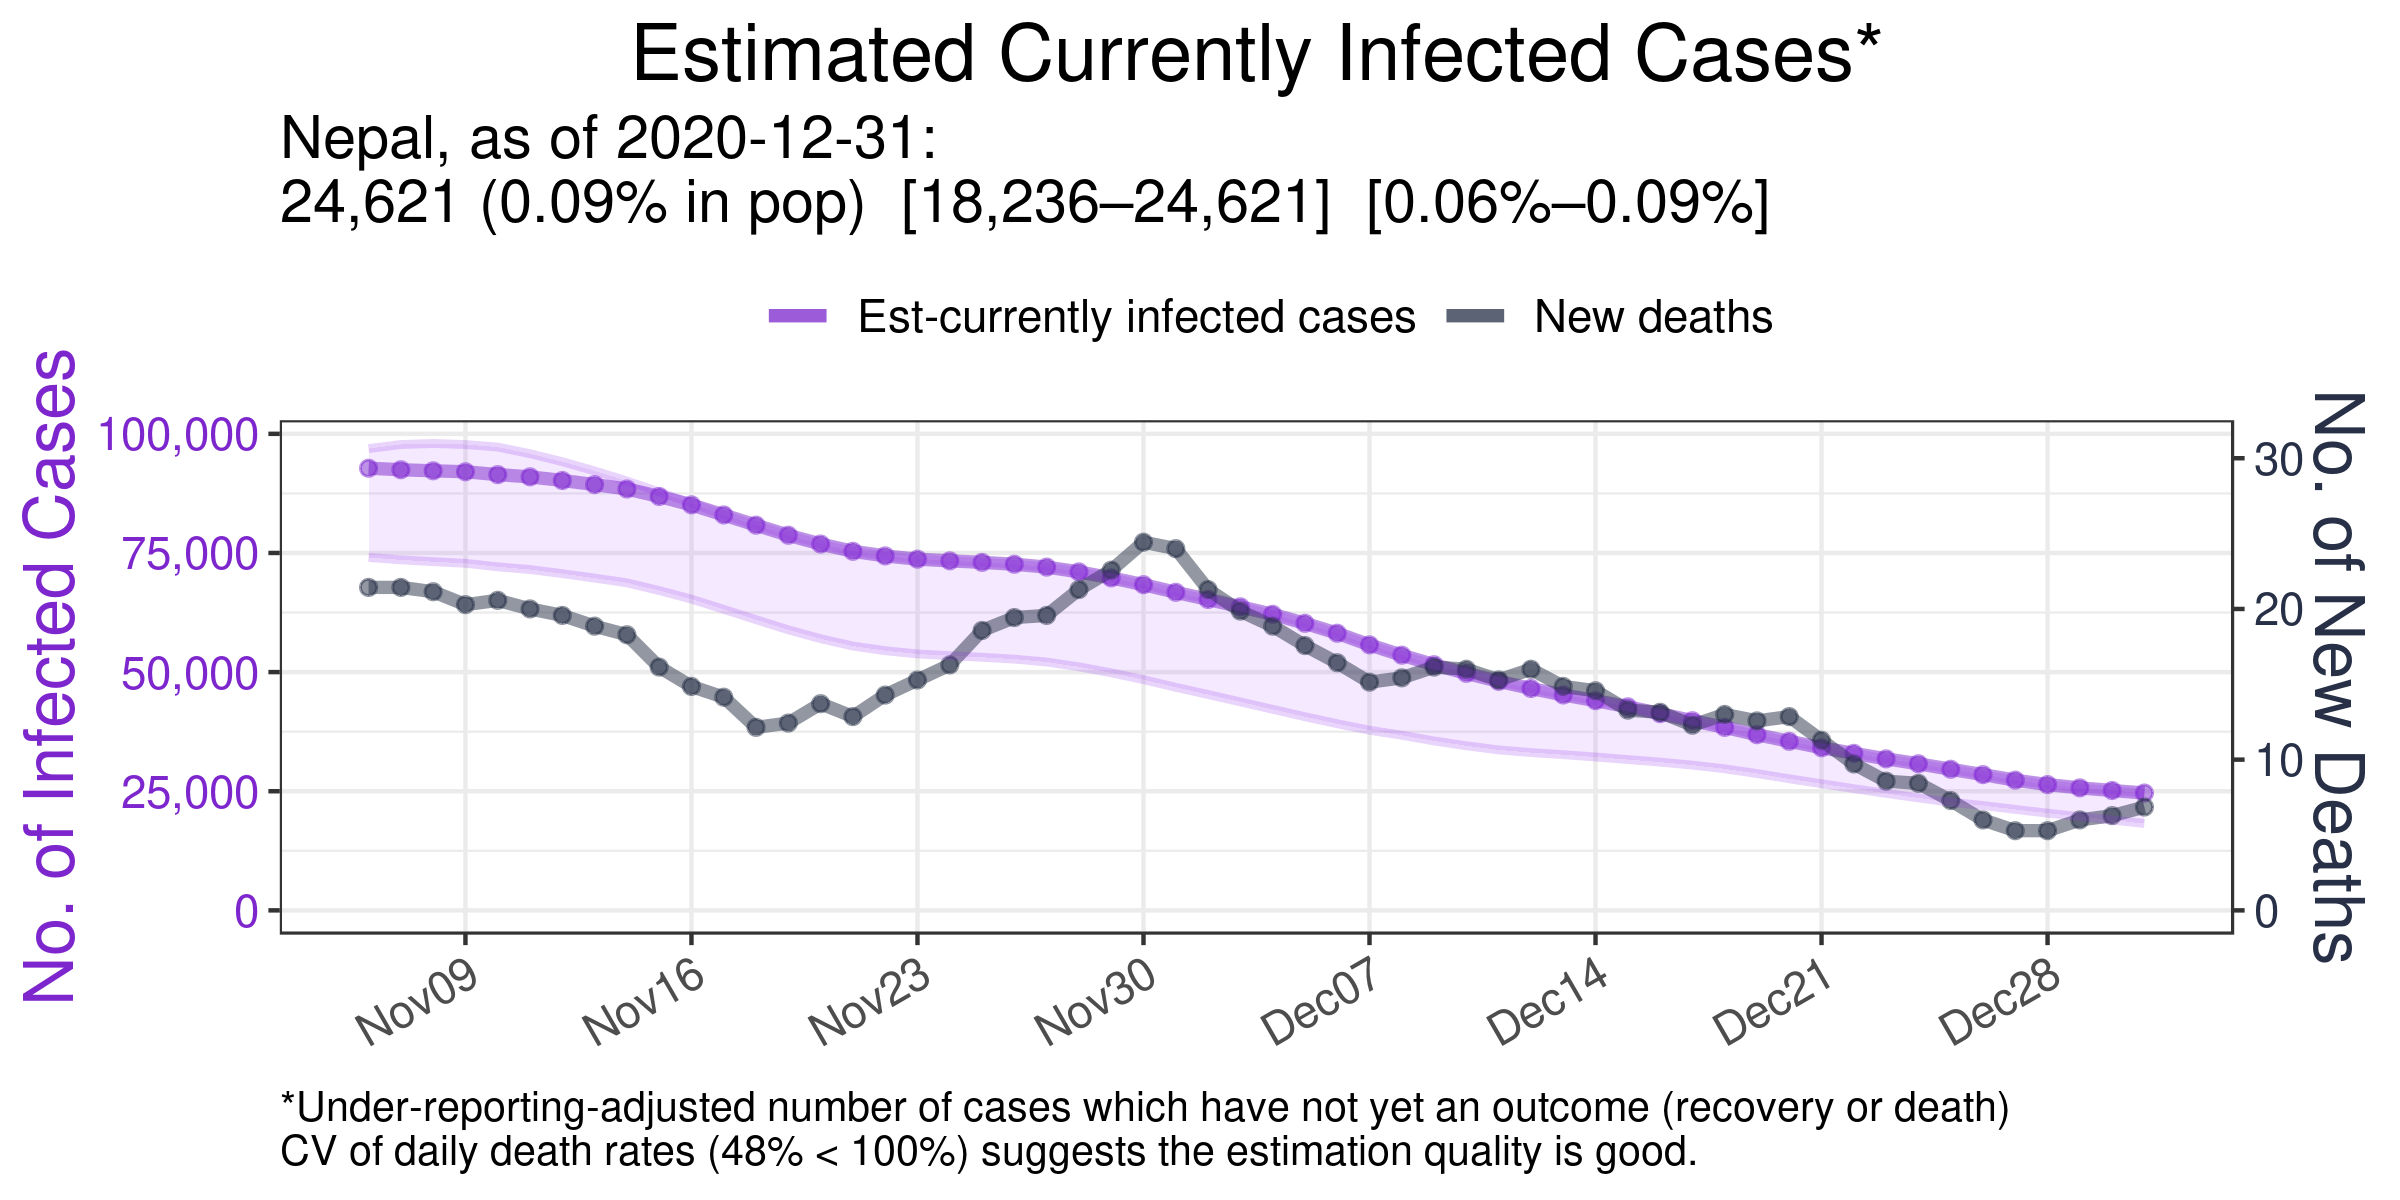 Estimated Currently Infected Cases*
Nepal, as of 2020-12-31:
24,621 (0.09% in pop)  [18,236–24,621]  [0.06%–0.09%]
Est-currently infected cases
New deaths
No. of Infected Cases
100,000
75,000
50,000
25,000
0
No. of New Deaths
30
20
10
0
Nov09
Nov16
Nov23
Nov30
Dec07
Dec14
Dec21
Dec28
*Under-reporting-adjusted number of cases which have not yet an outcome (recovery or death)
CV of daily death rates (48% < 100%) suggests the estimation quality is good.